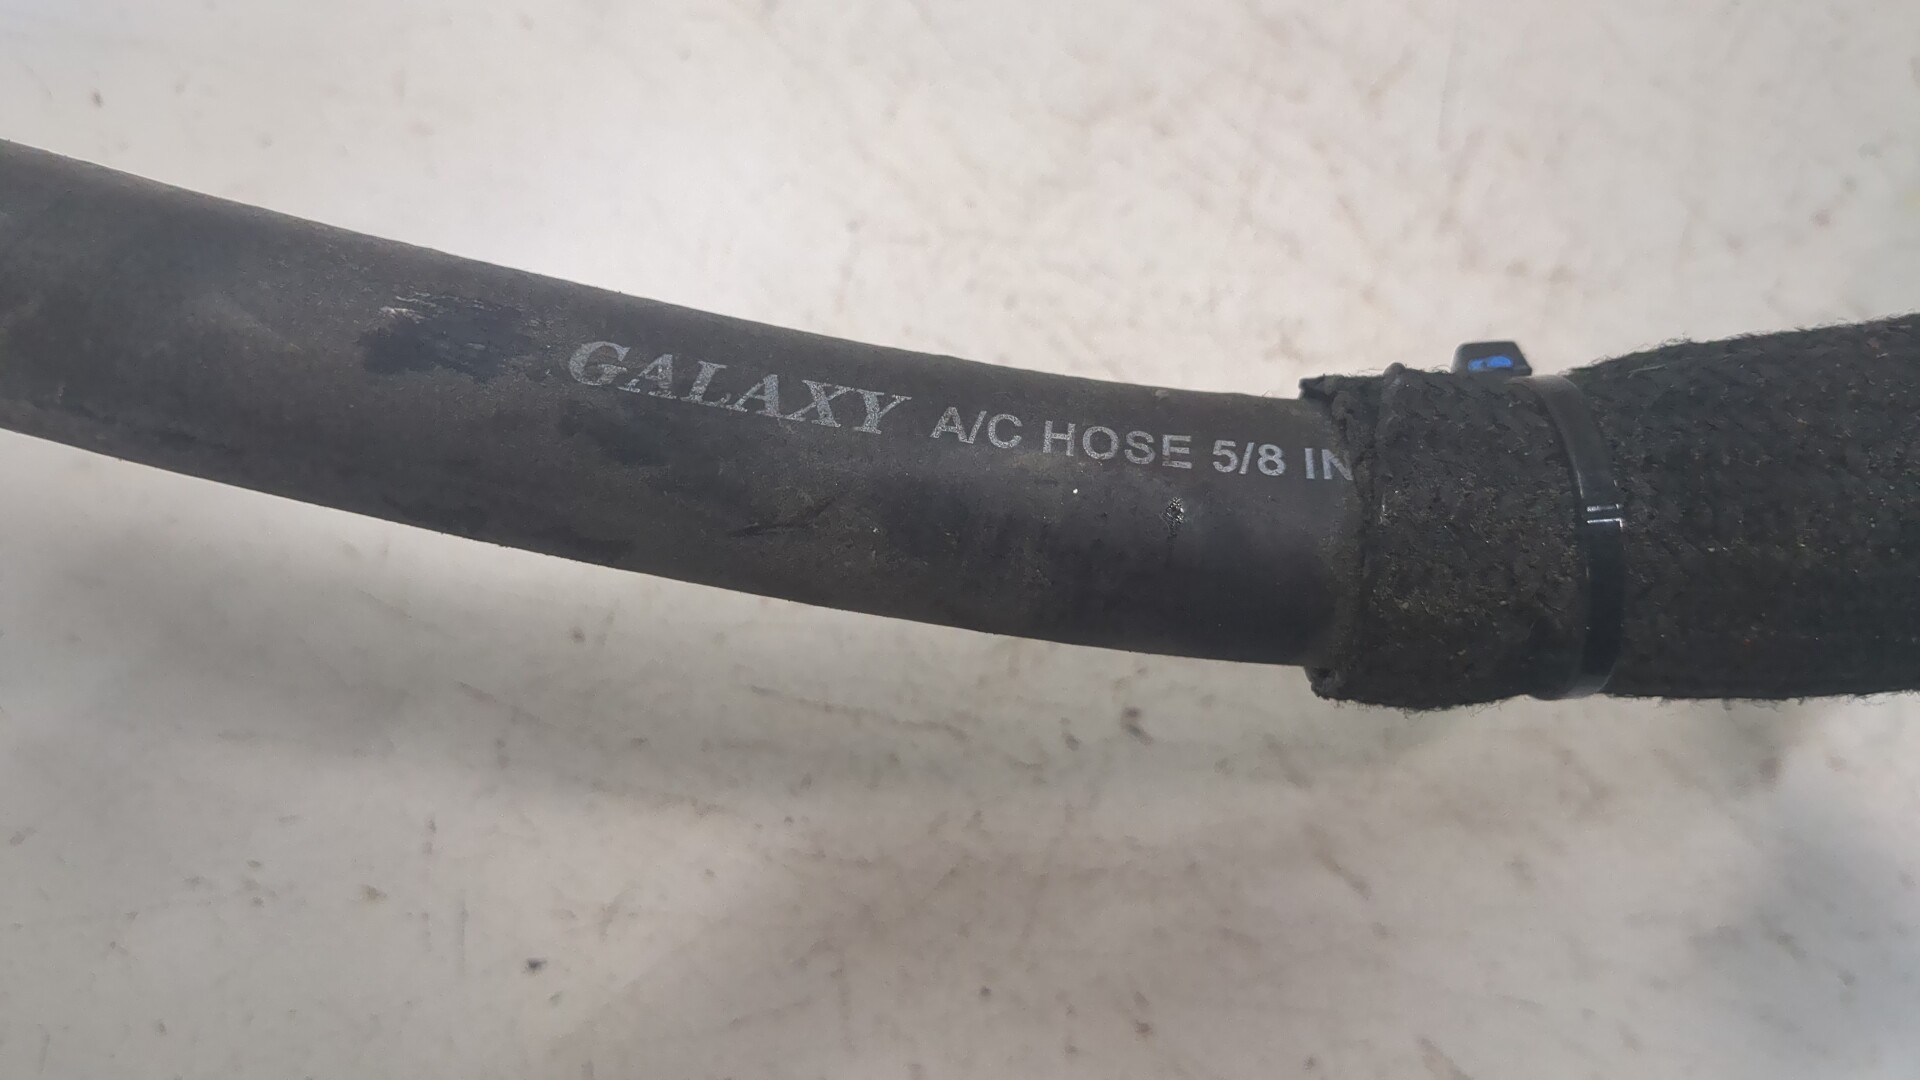 GALAXY A/C HOSE 5/8 IN